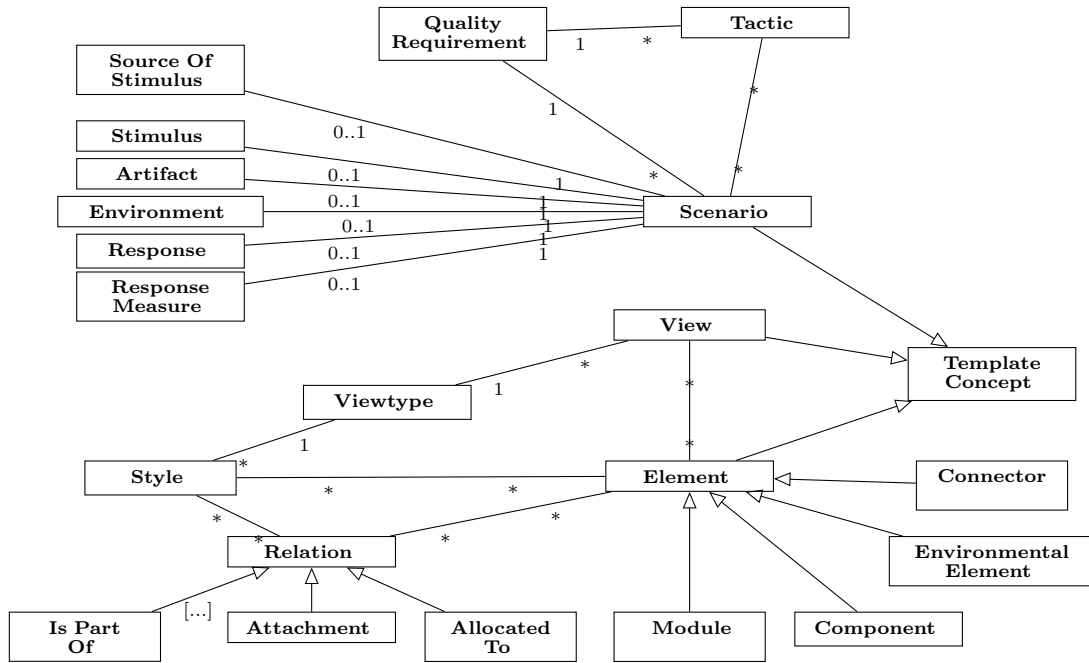 Quality
Requirement
Tactic
1
*
Source Of
Stimulus
*
1
0..1
Stimulus
*
*
Artifact
0..1
1
Environment
0..1
1
Scenario
1
0..1
1
Response
1
0..1
1
Response
Measure
0..1
View
*
Template
Concept
1
*
Viewtype
1
*
*
Style
Element
Connector
*
*
*
*
*
*
Relation
Environmental
Element
[...]
Is Part
Of
Attachment
Allocated
To
Module
Component